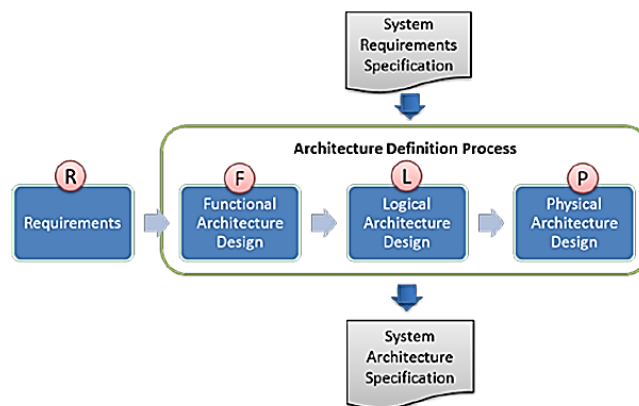 System
Requirements
Specification
Architecture Definition Process
R
Requirements
F
Functional
Architecture
Design
L
Logical
Architecture
Design
P
Physical
Architecture
Design
System
Architecture
Specification